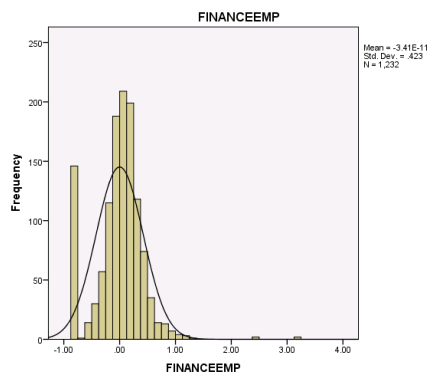 FINANCEEMP
Mean = -3.41E-11
Std. Dev. = .423
N = 1,232
250
200
150
100
50
0
Frequency
-1.00 .00 1.00 2.00 3.00 4.00
FINANCEEMP